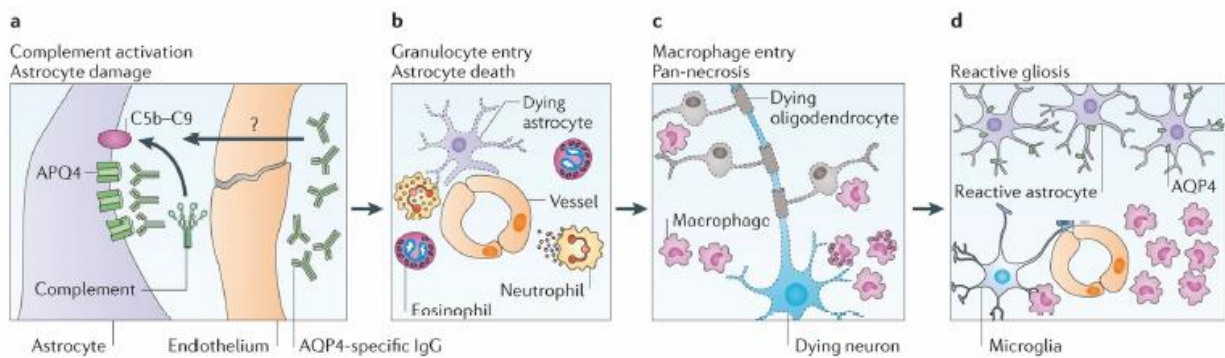 a
Complement activation
Astrocyte damage
C5b–C9
?
APQ4
Complement
Astrocyte
Endothelium
AQP4-specific IgG
b
Granulocyte entry
Astrocyte death
Dying
astrocyte
Vessel
Neutrophil
Eosinophil
c
Macrophage entry
Pan-necrosis
Dying
oligodendrocyte
Macrophage
Dying neuron
d
Reactive gliosis
Reactive astrocyte
AQP4
Microglia